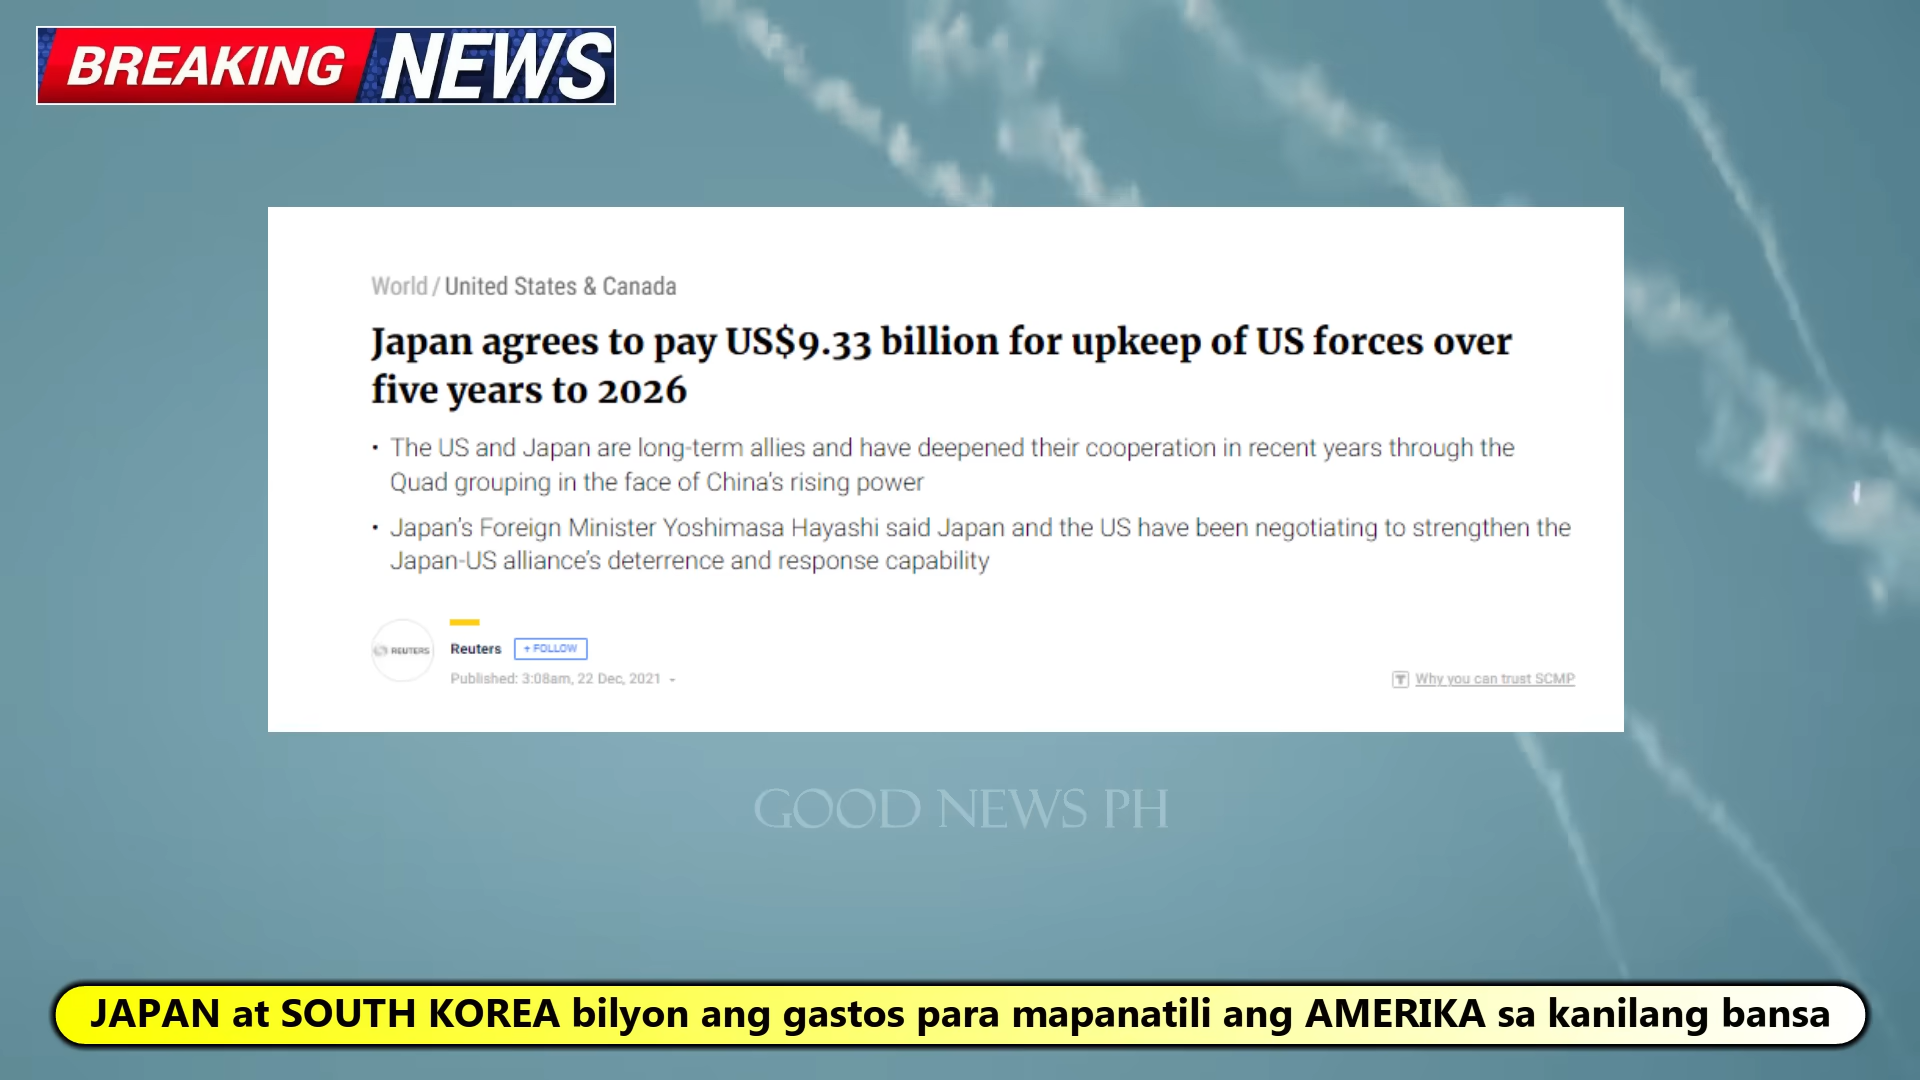 BREAKING NEWS
World / United States & Canada
Japan agrees to pay US$9.33 billion for upkeep of US forces over
five years to 2026
• The US and Japan are long-term allies and have deepened their cooperation in recent years through the
Quad grouping in the face of China's rising power
• Japan's Foreign Minister Yoshimasa Hayashi said Japan and the US have been negotiating to strengthen the
Japan-US alliance's deterrence and response capability
REUTERS
Reuters + FOLLOW
Published: 3:08am, 22 Dec, 2021
Why you can trust SCMP
GOOD NEWS PH
JAPAN at SOUTH KOREA bilyon ang gastos para mapanatili ang AMERIKA sa kanilang bansa